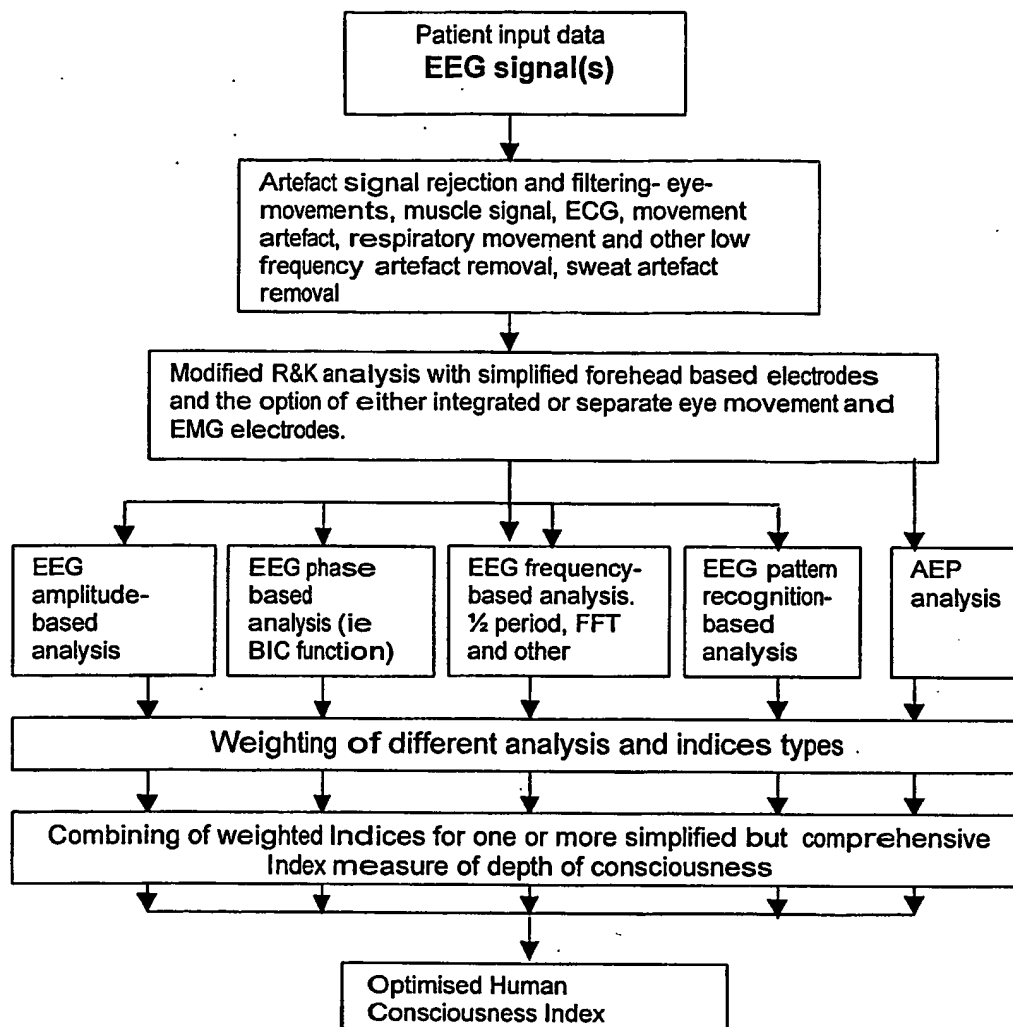 Patient input data
EEG signal(s)
Artefact signal rejection and filtering- eye-
movements, muscle signal, ECG, movement
artefact, respiratory movement and other low
frequency artefact removal, sweat artefact
removal
Modified R&K analysis with simplified forehead based electrodes
and the option of either integrated or separate eye movement and
EMG electrodes.
EEG
amplitude-
based
analysis
EEG phase
based
analysis (ie
BIC function)
EEG frequency-
based analysis.
½ period, FFT
and other
EEG pattern
recognition-
based
analysis
AEP
analysis
Weighting of different analysis and indices types
Combining of weighted Indices for one or more simplified but comprehensive
Index measure of depth of consciousness
Optimised Human
Consciousness Index